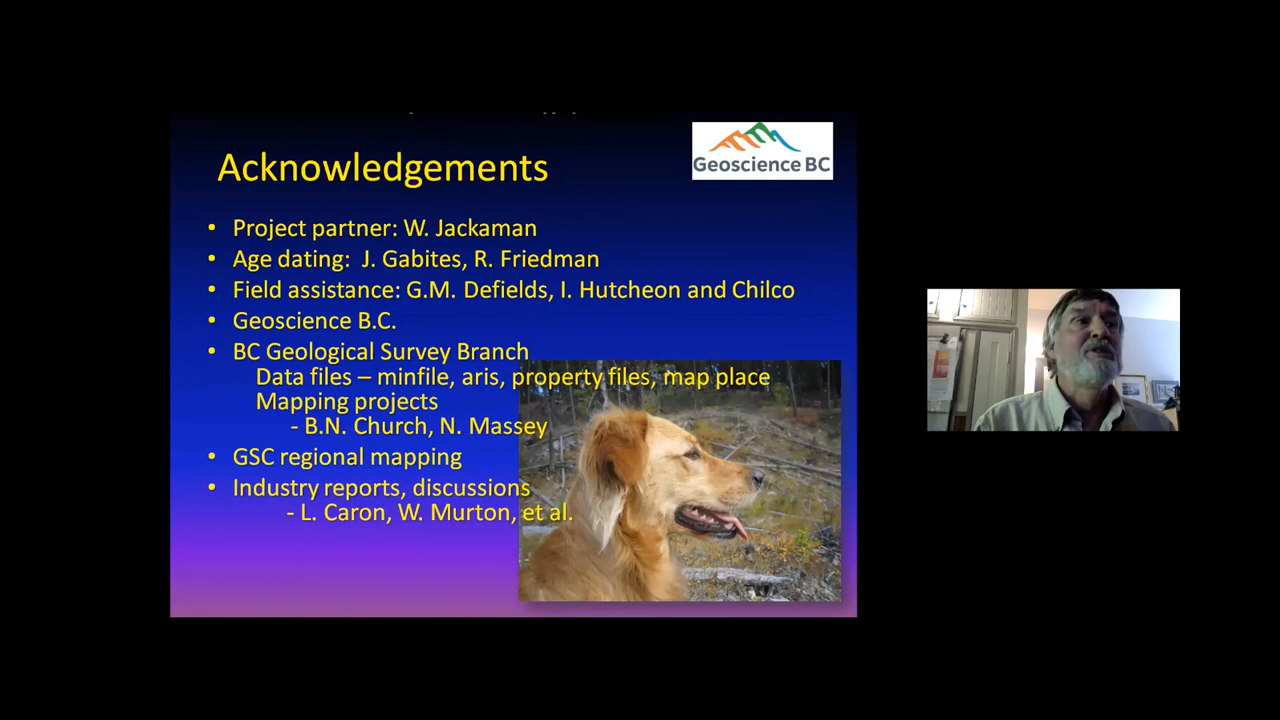 Geoscience BC
Acknowledgements
• Project partner: W. Jackaman
• Age dating: J. Gabites, R. Friedman
• Field assistance: G.M. Defields, I. Hutcheon and Chilco
• Geoscience B.C.
• BC Geological Survey Branch
Data files – minfile, aris, property files, map place
Mapping projects
- B.N. Church, N. Massey
• GSC regional mapping
• Industry reports, discussions
- L. Caron, W. Murton, et al.